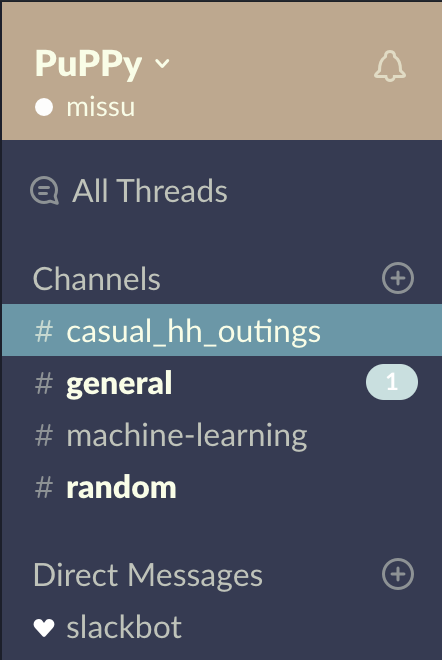 PuPPy
missu
All Threads
Channels
# casual_hh_outings
# general 1
# machine-learning
# random
Direct Messages
slackbot